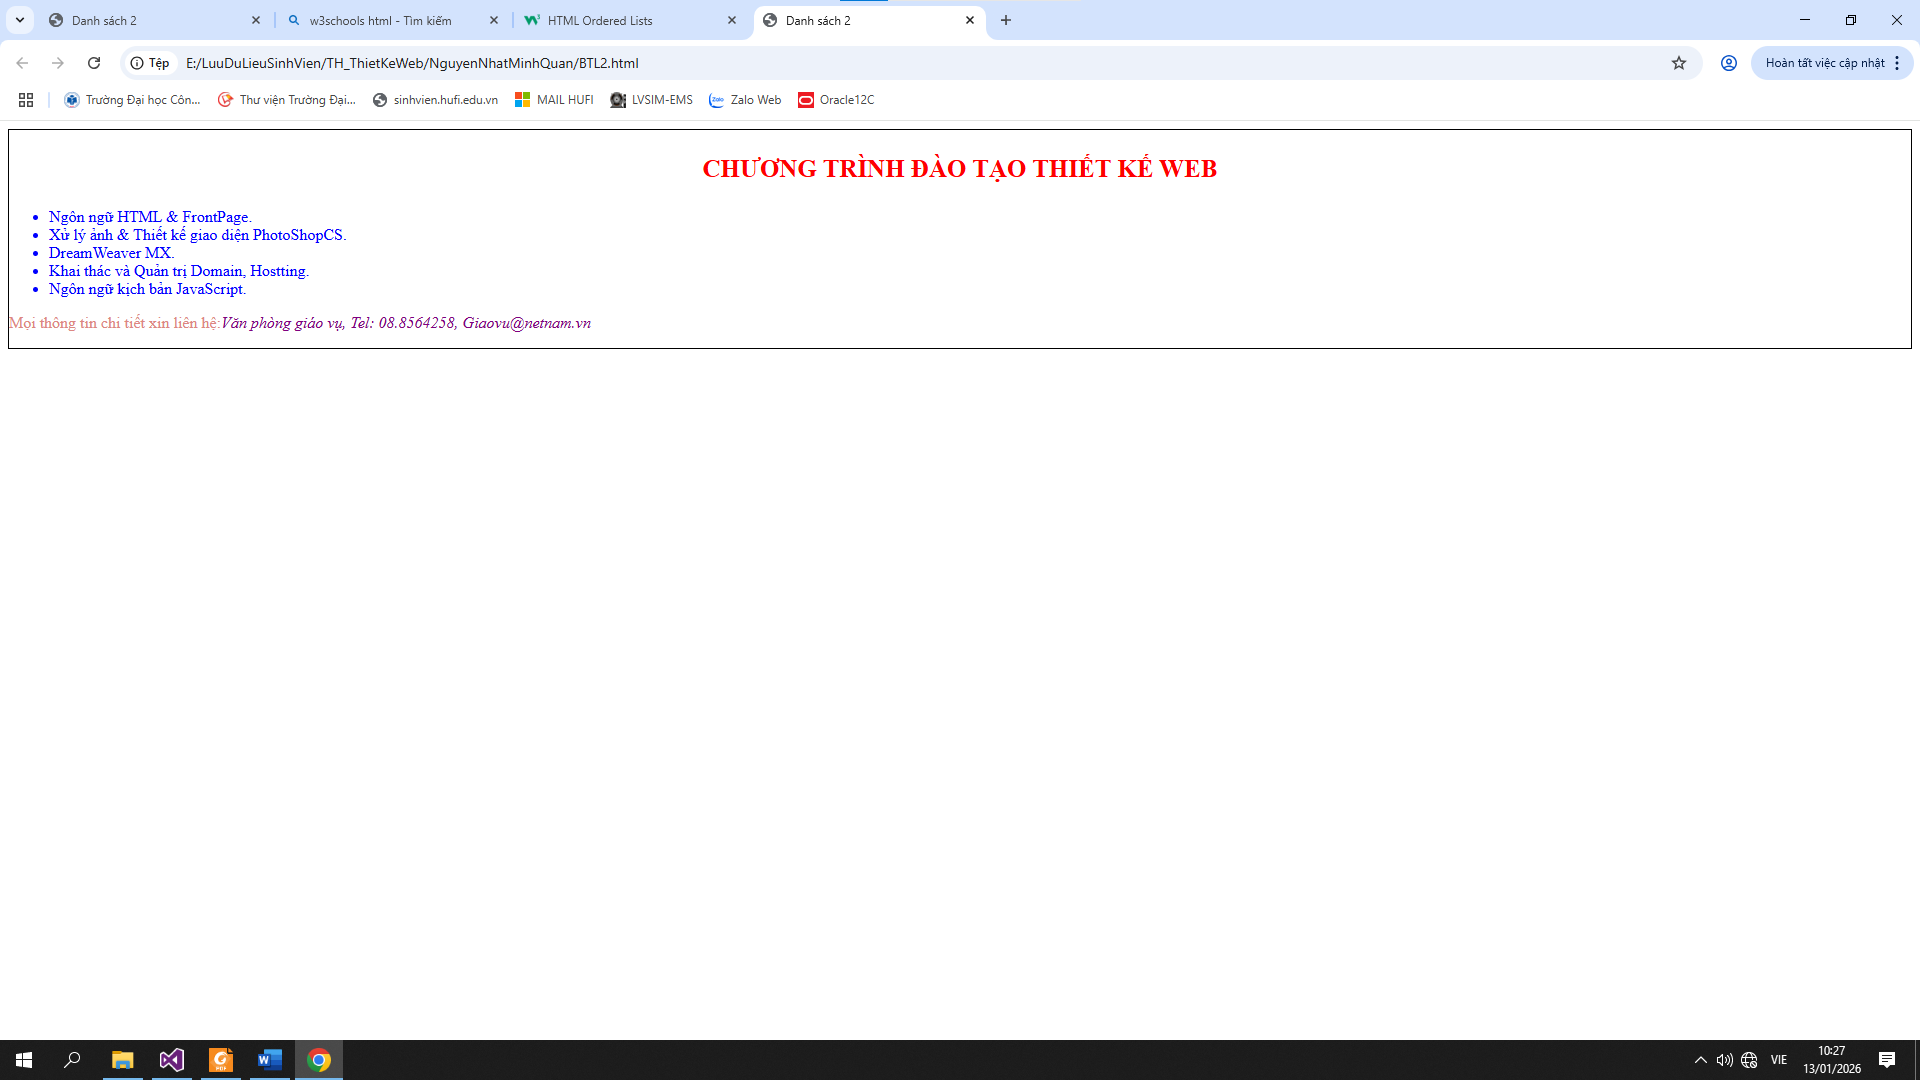 Danh sách 2
w3schools html - Tìm kiếm
HTML Ordered Lists
Danh sách 2
Tệp
E:/LuuDuLieuSinhVien/TH_ThietKeWeb/NguyenNhatMinhQuan/BTL2.html
Hoàn tất việc cập nhật
Trường Đại học Côn...
Thư viện Trường Đại...
sinhvien.hufi.edu.vn
MAIL HUFI
LVSIM-EMS
Zalo Web
Oracle12C
CHƯƠNG TRÌNH ĐÀO TẠO THIẾT KẾ WEB
• Ngôn ngữ HTML & FrontPage.
• Xử lý ảnh & Thiết kế giao diện PhotoShopCS.
• DreamWeaver MX.
• Khai thác và Quản trị Domain, Hostting.
• Ngôn ngữ kịch bản JavaScript.
Mọi thông tin chi tiết xin liên hệ:Văn phòng giáo vụ, Tel: 08.8564258, Giaovu@netnam.vn
VIE
10:27
13/01/2026